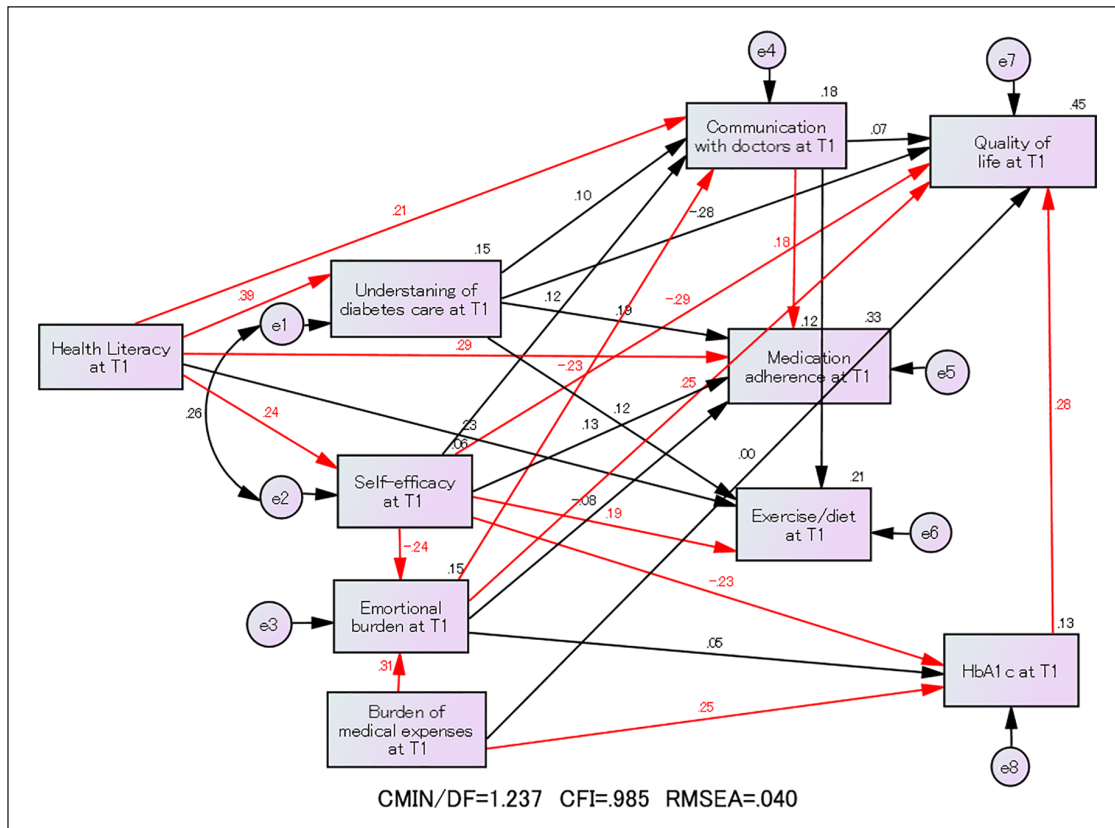 e4
e7
.18
.45
Communication
with doctors at T1
.07
Quality of
life at T1
.10
-.28
.21
.15
.18
Understaning of
diabetes care at T1
.12
-.29
.39
.19
.33
e1
.12
Health Literacy
at T1
.29
Medication
adherence at T1
-.23
.25
e5
.24
.12
.28
.26
.23
.13
.06
.00
Self-efficacy
at T1
.21
e2
-.08
.19
Exercise/diet
at T1
e6
-.24
.15
-.23
Emortional
burden at T1
e3
.13
.05
.31
HbA1c at T1
Burden of
medical expenses
at T1
.25
e8
CMIN/DF=1.237 CFI=.985 RMSEA=.040